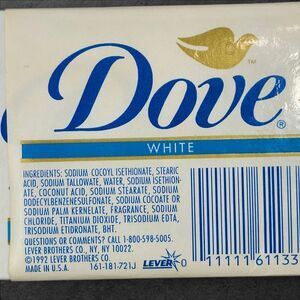 Dove
TM
®
WHITE
INGREDIENTS: SODIUM COCOYL ISETHIONATE, STEARIC
ACID, SODIUM TALLOWATE, WATER, SODIUM ISETHION-
ATE, COCONUT ACID, SODIUM STEARATE, SODIUM
DODECYLBENZENESULFONATE, SODIUM COCOATE OR
SODIUM PALM KERNELATE, FRAGRANCE, SODIUM
CHLORIDE, TITANIUM DIOXIDE, TRISODIUM EDTA,
TRISODIUM ETIDRONATE, BHT.
QUESTIONS OR COMMENTS? CALL 1-800-598-5005.
LEVER BROTHERS CO., NY, NY 10022.
©1992 LEVER BROTHERS CO.
MADE IN U.S.A. 161-181-721J LEVER 0 11111 61133